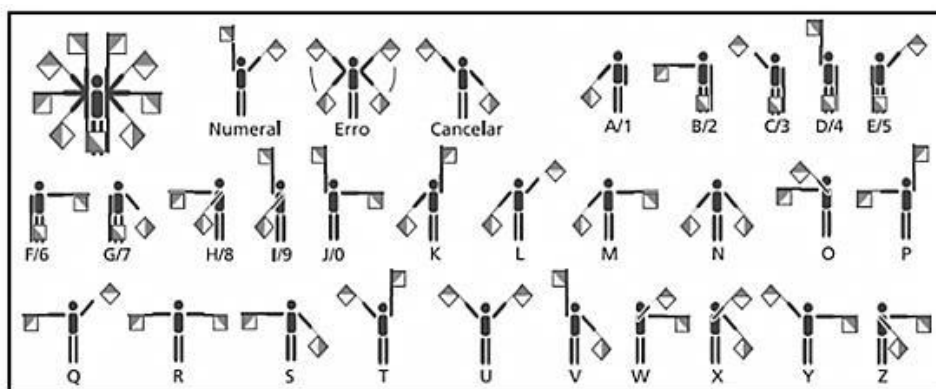 Numeral Erro Cancelar A/1 B/2 C/3 D/4 E/5
F/6 G/7 H/8 I/9 J/0 K L M N O P
Q R S T U V W X Y Z